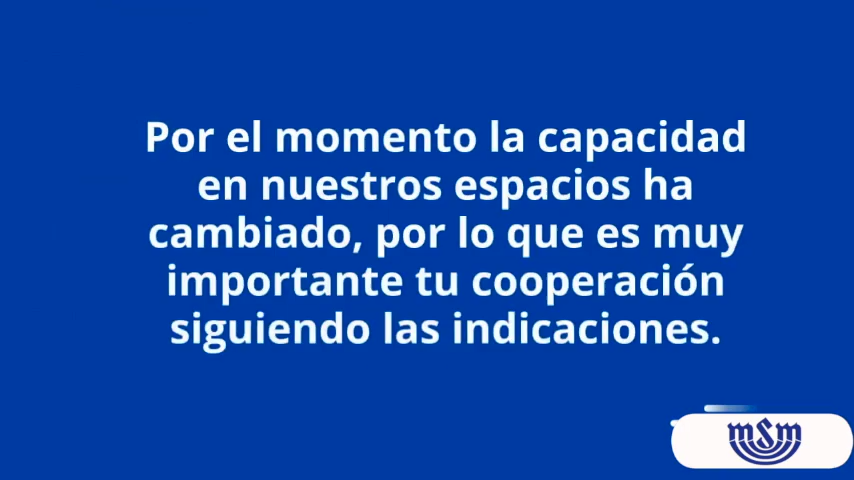 Por el momento la capacidad
en nuestros espacios ha
cambiado, por lo que es muy
importante tu cooperación
siguiendo las indicaciones.
mSm